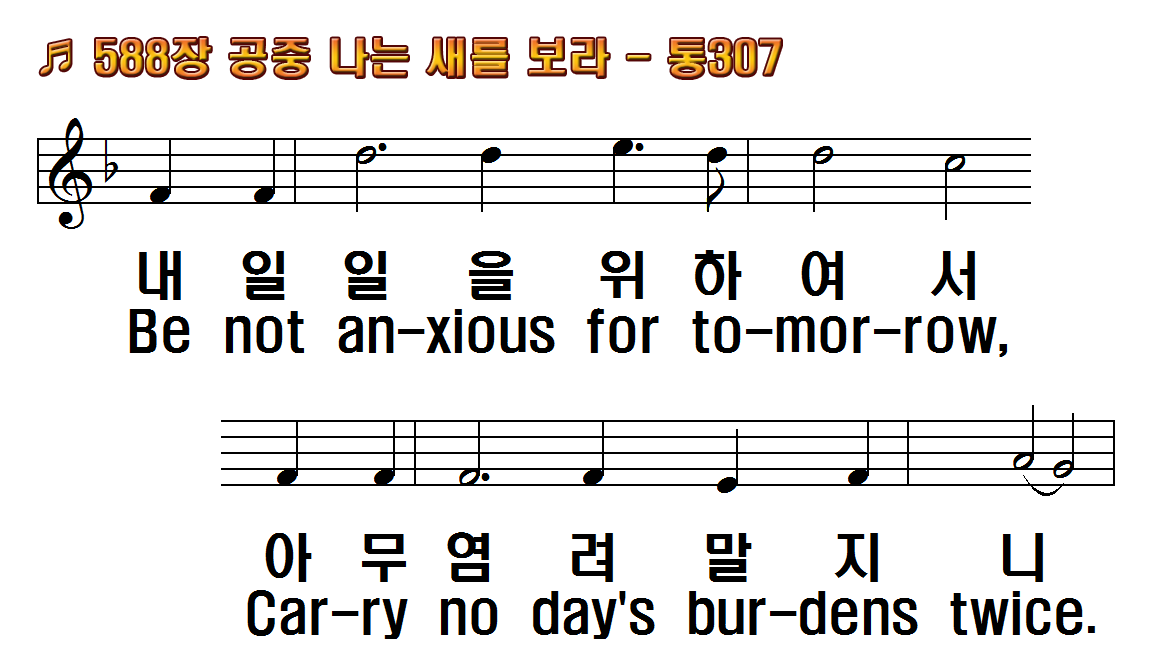 588장 공중 나는 새를 보라 - 통307
내 일 일 을 위 하 여 서
Be not an-xious for to-mor-row,
아 무 염 려 말 지 니
Car-ry no day's bur-dens twice.